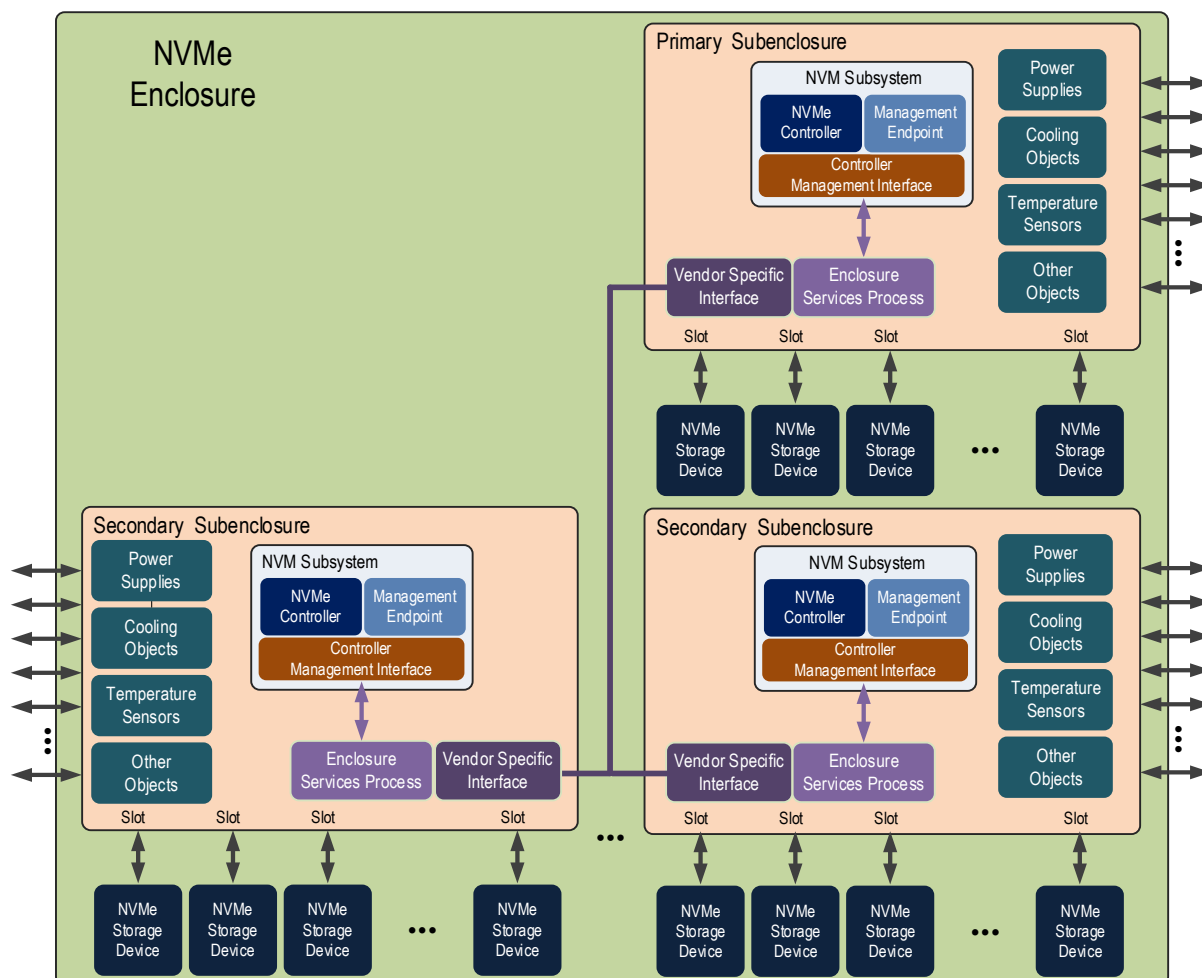 NVMe
Enclosure
Primary Subenclosure
NVM Subsystem
NVMe
Controller
Management
Endpoint
Controller
Management Interface
Vendor Specific
Interface
Enclosure
Services Process
Power
Supplies
Cooling
Objects
Temperature
Sensors
Other
Objects
Slot
Slot
Slot
Slot
NVMe
Storage
Device
NVMe
Storage
Device
NVMe
Storage
Device
NVMe
Storage
Device
Secondary Subenclosure
Power
Supplies
Cooling
Objects
Temperature
Sensors
Other
Objects
NVM Subsystem
NVMe
Controller
Management
Endpoint
Controller
Management Interface
Enclosure
Services Process
Vendor Specific
Interface
Slot
Slot
Slot
Slot
NVMe
Storage
Device
NVMe
Storage
Device
NVMe
Storage
Device
NVMe
Storage
Device
Secondary Subenclosure
NVM Subsystem
NVMe
Controller
Management
Endpoint
Controller
Management Interface
Vendor Specific
Interface
Enclosure
Services Process
Power
Supplies
Cooling
Objects
Temperature
Sensors
Other
Objects
Slot
Slot
Slot
Slot
NVMe
Storage
Device
NVMe
Storage
Device
NVMe
Storage
Device
NVMe
Storage
Device